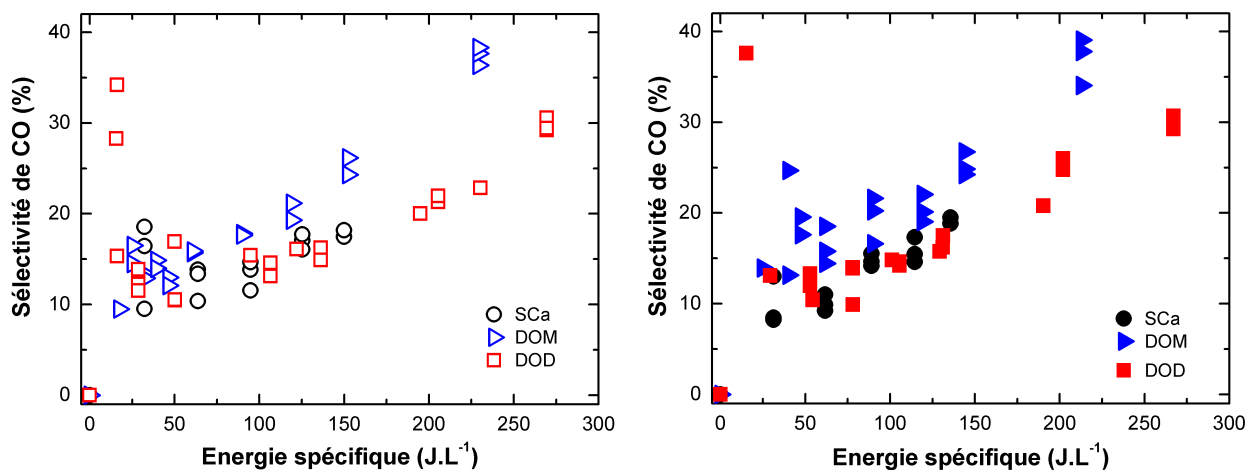 Sélectivité de CO (%)
40
30
20
10
0
SCa
DOM
DOD
0 50 100 150 200 250 300
Energie spécifique (J.L⁻¹)
Sélectivité de CO (%)
40
30
20
10
0
SCa
DOM
DOD
0 50 100 150 200 250 300
Energie spécifique (J.L⁻¹)